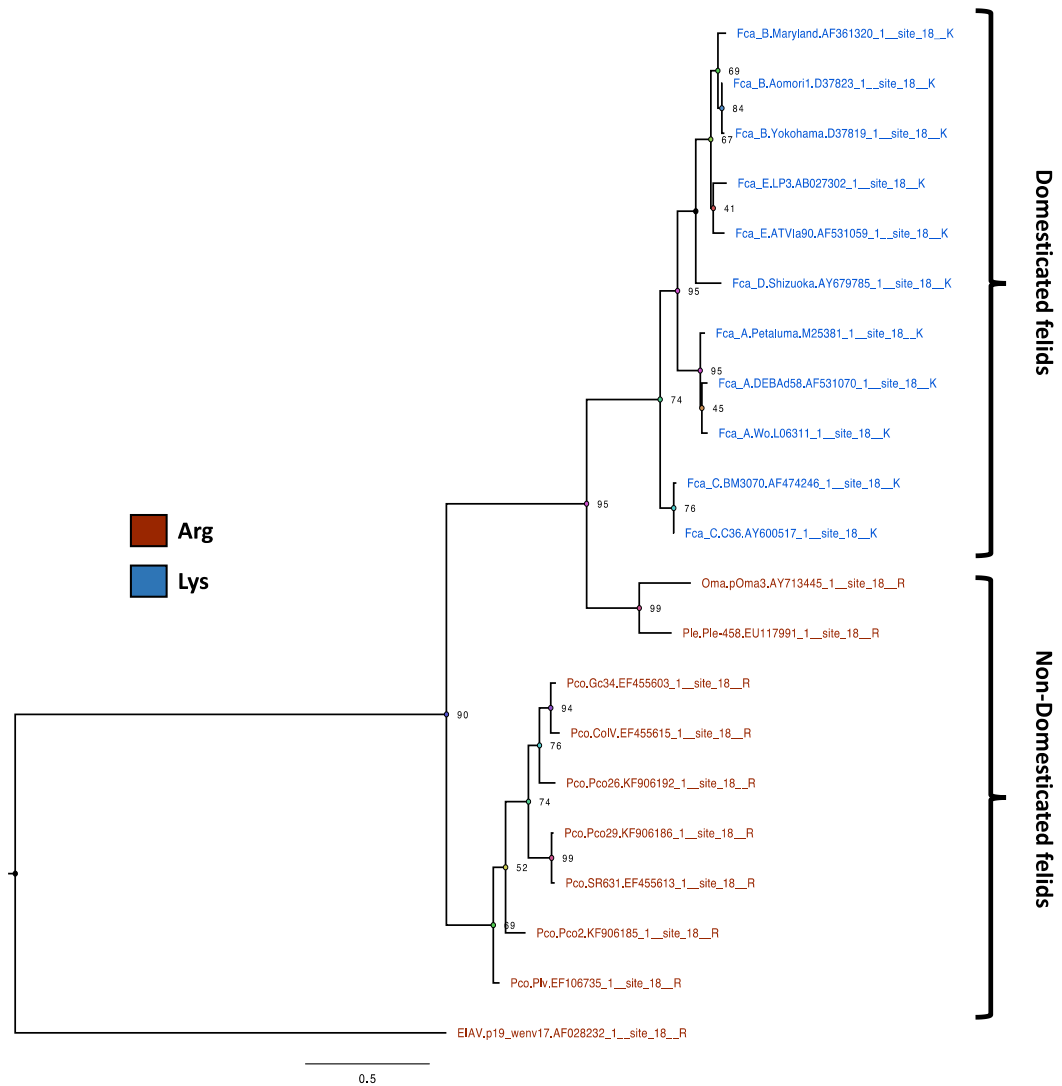 Fca_B.Maryland.AF361320_1__site_18__K
69
Fca_B.Aomori1.D37823_1__site_18__K
84
Fca_B.Yokohama.D37819_1__site_18__K
67
Fca_E.LP3.AB027302_1__site_18__K
41
Fca_E.ATVIa90.AF531059_1__site_18__K
Fca_D.Shizuoka.AY679785_1__site_18__K
95
Fca_A.Petaluma.M25381_1__site_18__K
95
Fca_A.DEBAd58.AF531070_1__site_18__K
74
45
Fca_A.Wo.L06311_1__site_18__K
Fca_C.BM3070.AF474246_1__site_18__K
95
76
Fca_C.C36.AY600517_1__site_18__K
Domesticated felids
Arg
Lys
Oma.pOma3.AY713445_1__site_18__R
99
Ple.Ple-458.EU117991_1__site_18__R
Pco.Gc34.EF455603_1__site_18__R
94
90
Pco.ColV.EF455615_1__site_18__R
76
Pco.Pco26.KF906192_1__site_18__R
74
Pco.Pco29.KF906186_1__site_18__R
99
52
Pco.SR631.EF455613_1__site_18__R
69
Pco.Pco2.KF906185_1__site_18__R
Pco.Plv.EF106735_1__site_18__R
Non-Domesticated felids
EIAV.p19_wenv17.AF028232_1__site_18__R
0.5